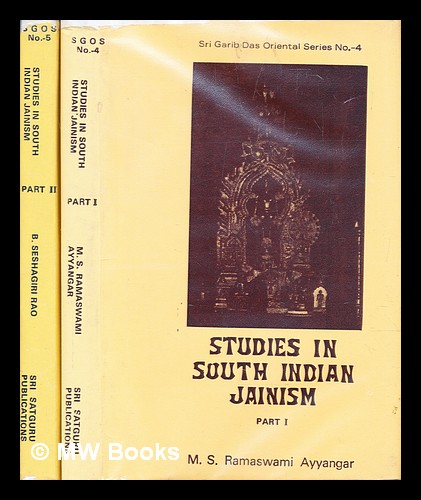 S G O S
No.-5
STUDIES IN SOUTH
INDIAN JAINISM
PART II
B. SESHAGIRI RAO
SRI SATGURU
PUBLICATIONS
S G O S
No.-4
STUDIES IN SOUTH
INDIAN JAINISM
PART I
M. S. RAMASWAMI
AYYANGAR
SRI SATGURU
PUBLICATIONS
Sri Garib Das Oriental Series No.-4
STUDIES IN
SOUTH INDIAN
JAINISM
PART I
M. S. Ramaswami Ayyangar
© MW Books